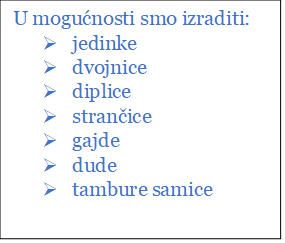 U mogućnosti smo izraditi:
➢ jedinke
➢ dvojnice
➢ diplice
➢ strančice
➢ gajde
➢ dude
➢ tambure samice